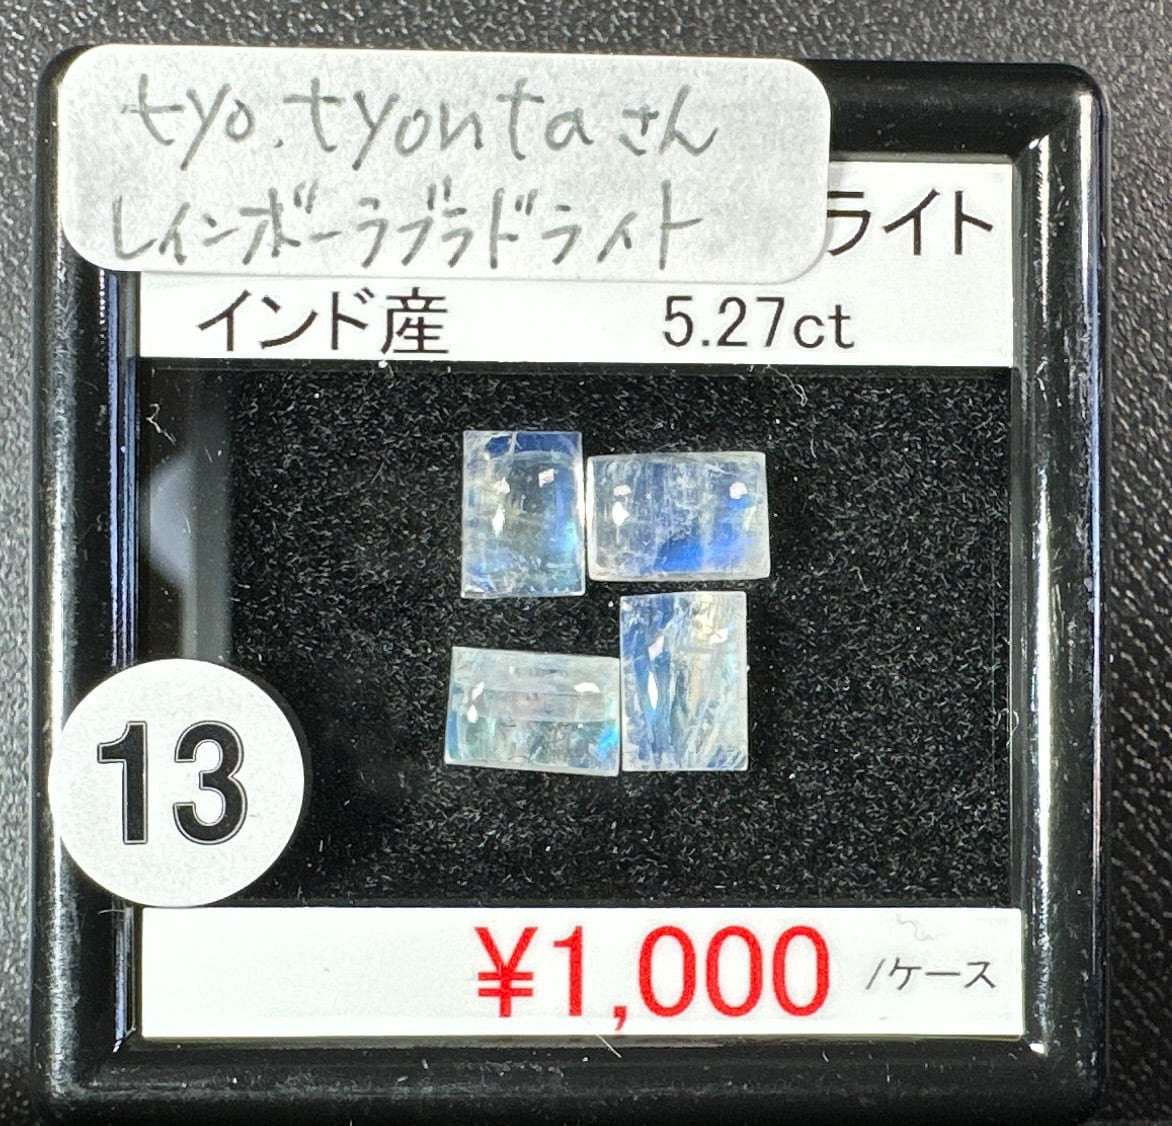 tyo.tyontaさん
レインボーラブラドライト
ライト
インド産 5.27ct
13
¥1,000 /ケース